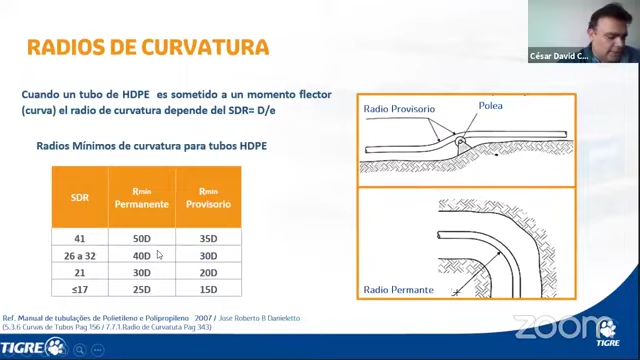 RADIOS DE CURVATURA
César David C...
Cuando un tubo de HDPE es sometido a un momento flector
(curva) el radio de curvatura depende del SDR= D/e
Radios Mínimos de curvatura para tubos HDPE
SDR Rmin Permanente Rmin Provisorio
41 50D 35D
26 a 32 40D 30D
21 30D 20D
≤17 25D 15D
Radio Provisorio
Polea
Radio Permante
Ref. Manual de tubulações de Polietileno e Polipropileno 2007 / Jose Roberto B Danieletto
(5.3.6 Curvas de Tubos Pag 156 / 7.7.1.Radio de Curvatuta Pag 343)
TIGRE
zoom
TIGRE